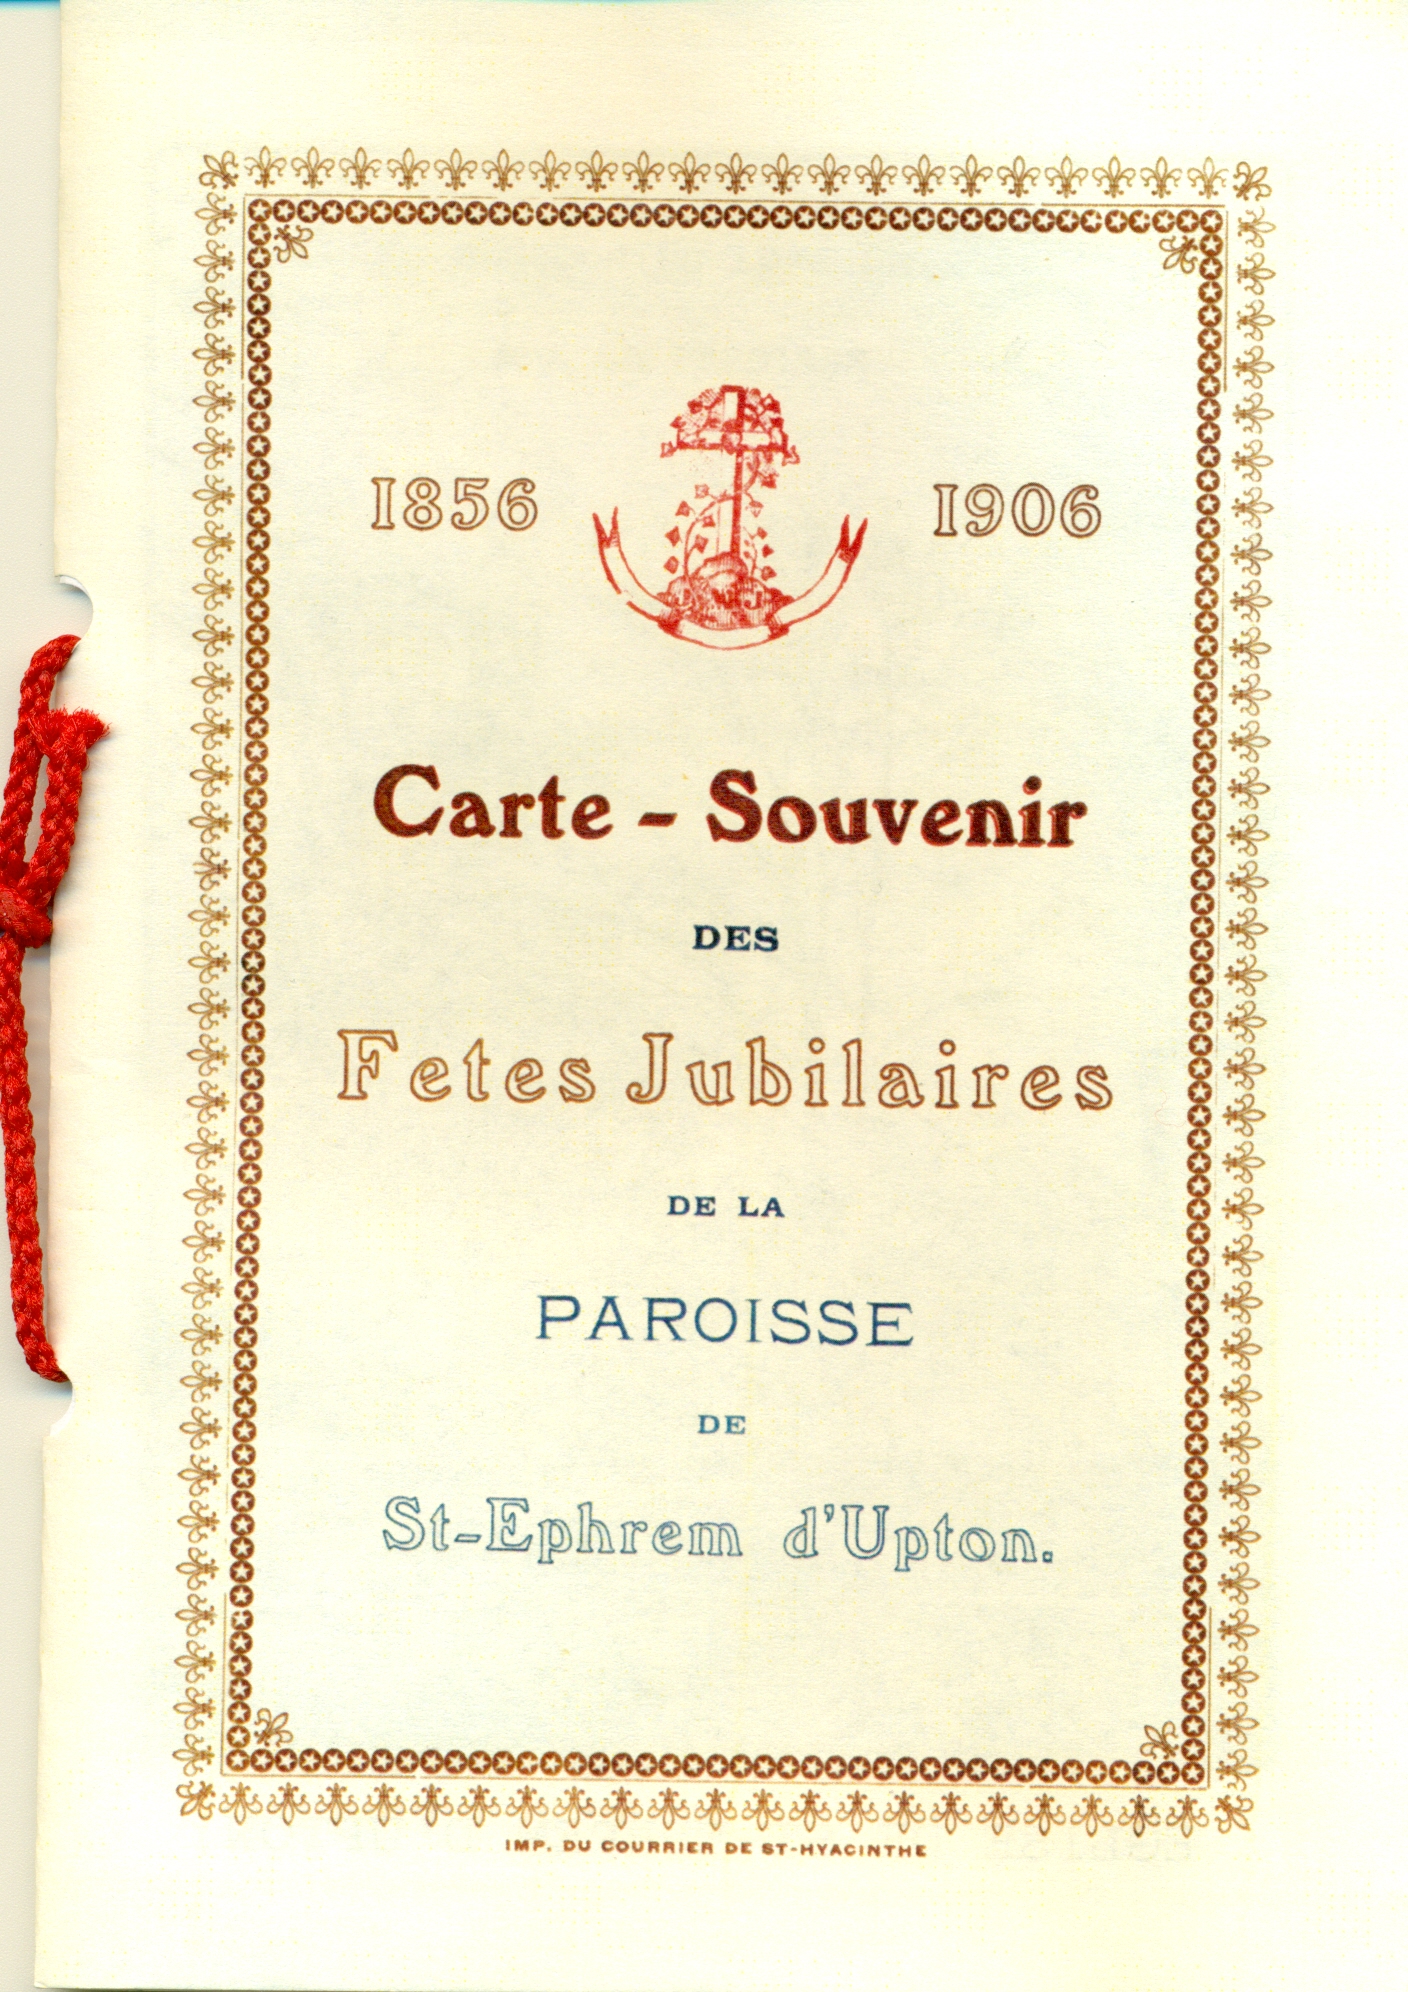 1856 1906
Carte - Souvenir
DES
Fetes Jubilaires
DE LA
PAROISSE
DE
St-Ephrem d'Upton.
IMP. DU COURRIER DE ST-HYACINTHE